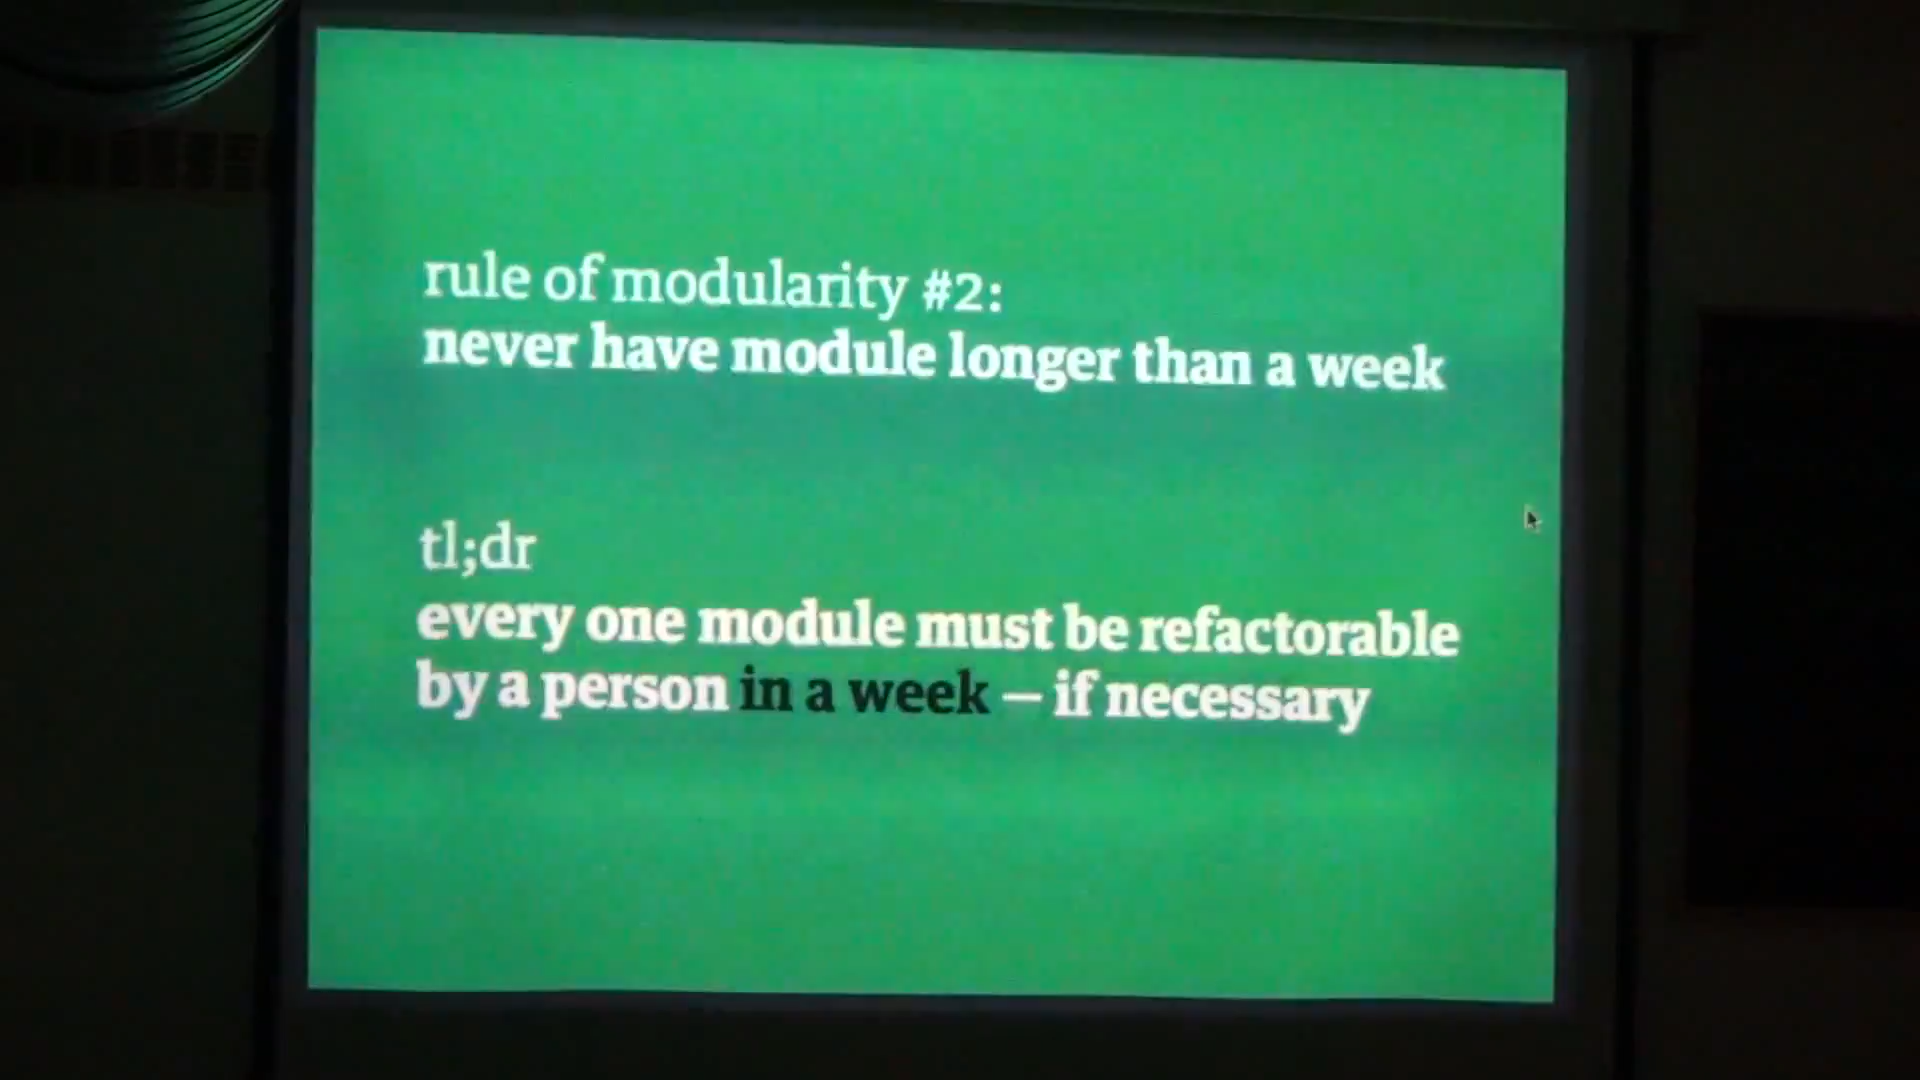 rule of modularity #2:
never have module longer than a week
tl;dr
every one module must be refactorable
by a person in a week – if necessary